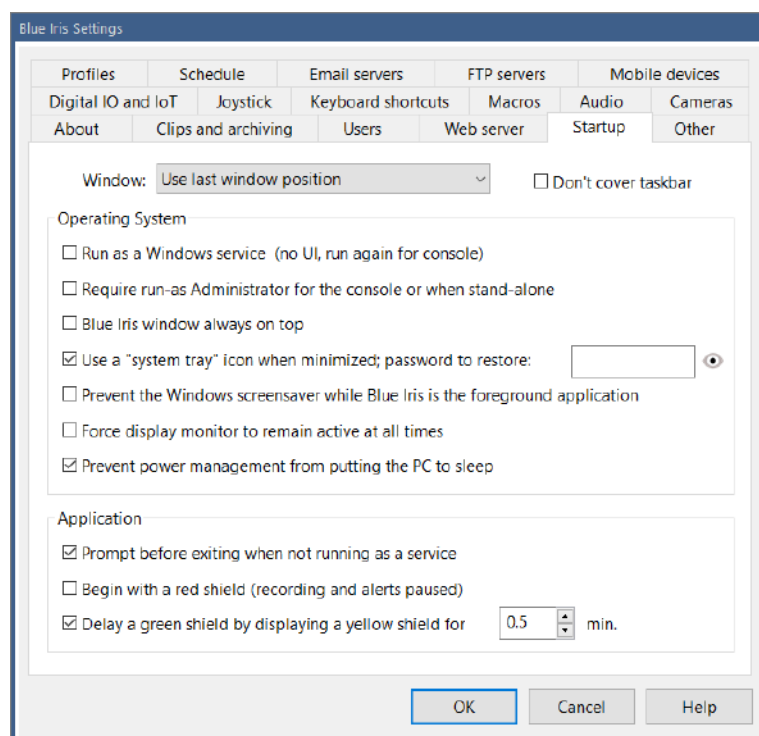 Blue Iris Settings
Profiles Schedule Email servers FTP servers Mobile devices
Digital IO and IoT Joystick Keyboard shortcuts Macros Audio Cameras
About Clips and archiving Users Web server Startup Other
Window: Use last window position Don't cover taskbar
Operating System
Run as a Windows service (no UI, run again for console)
Require run-as Administrator for the console or when stand-alone
Blue Iris window always on top
Use a "system tray" icon when minimized; password to restore:
Prevent the Windows screensaver while Blue Iris is the foreground application
Force display monitor to remain active at all times
Prevent power management from putting the PC to sleep
Application
Prompt before exiting when not running as a service
Begin with a red shield (recording and alerts paused)
Delay a green shield by displaying a yellow shield for 0.5 min.
OK Cancel Help